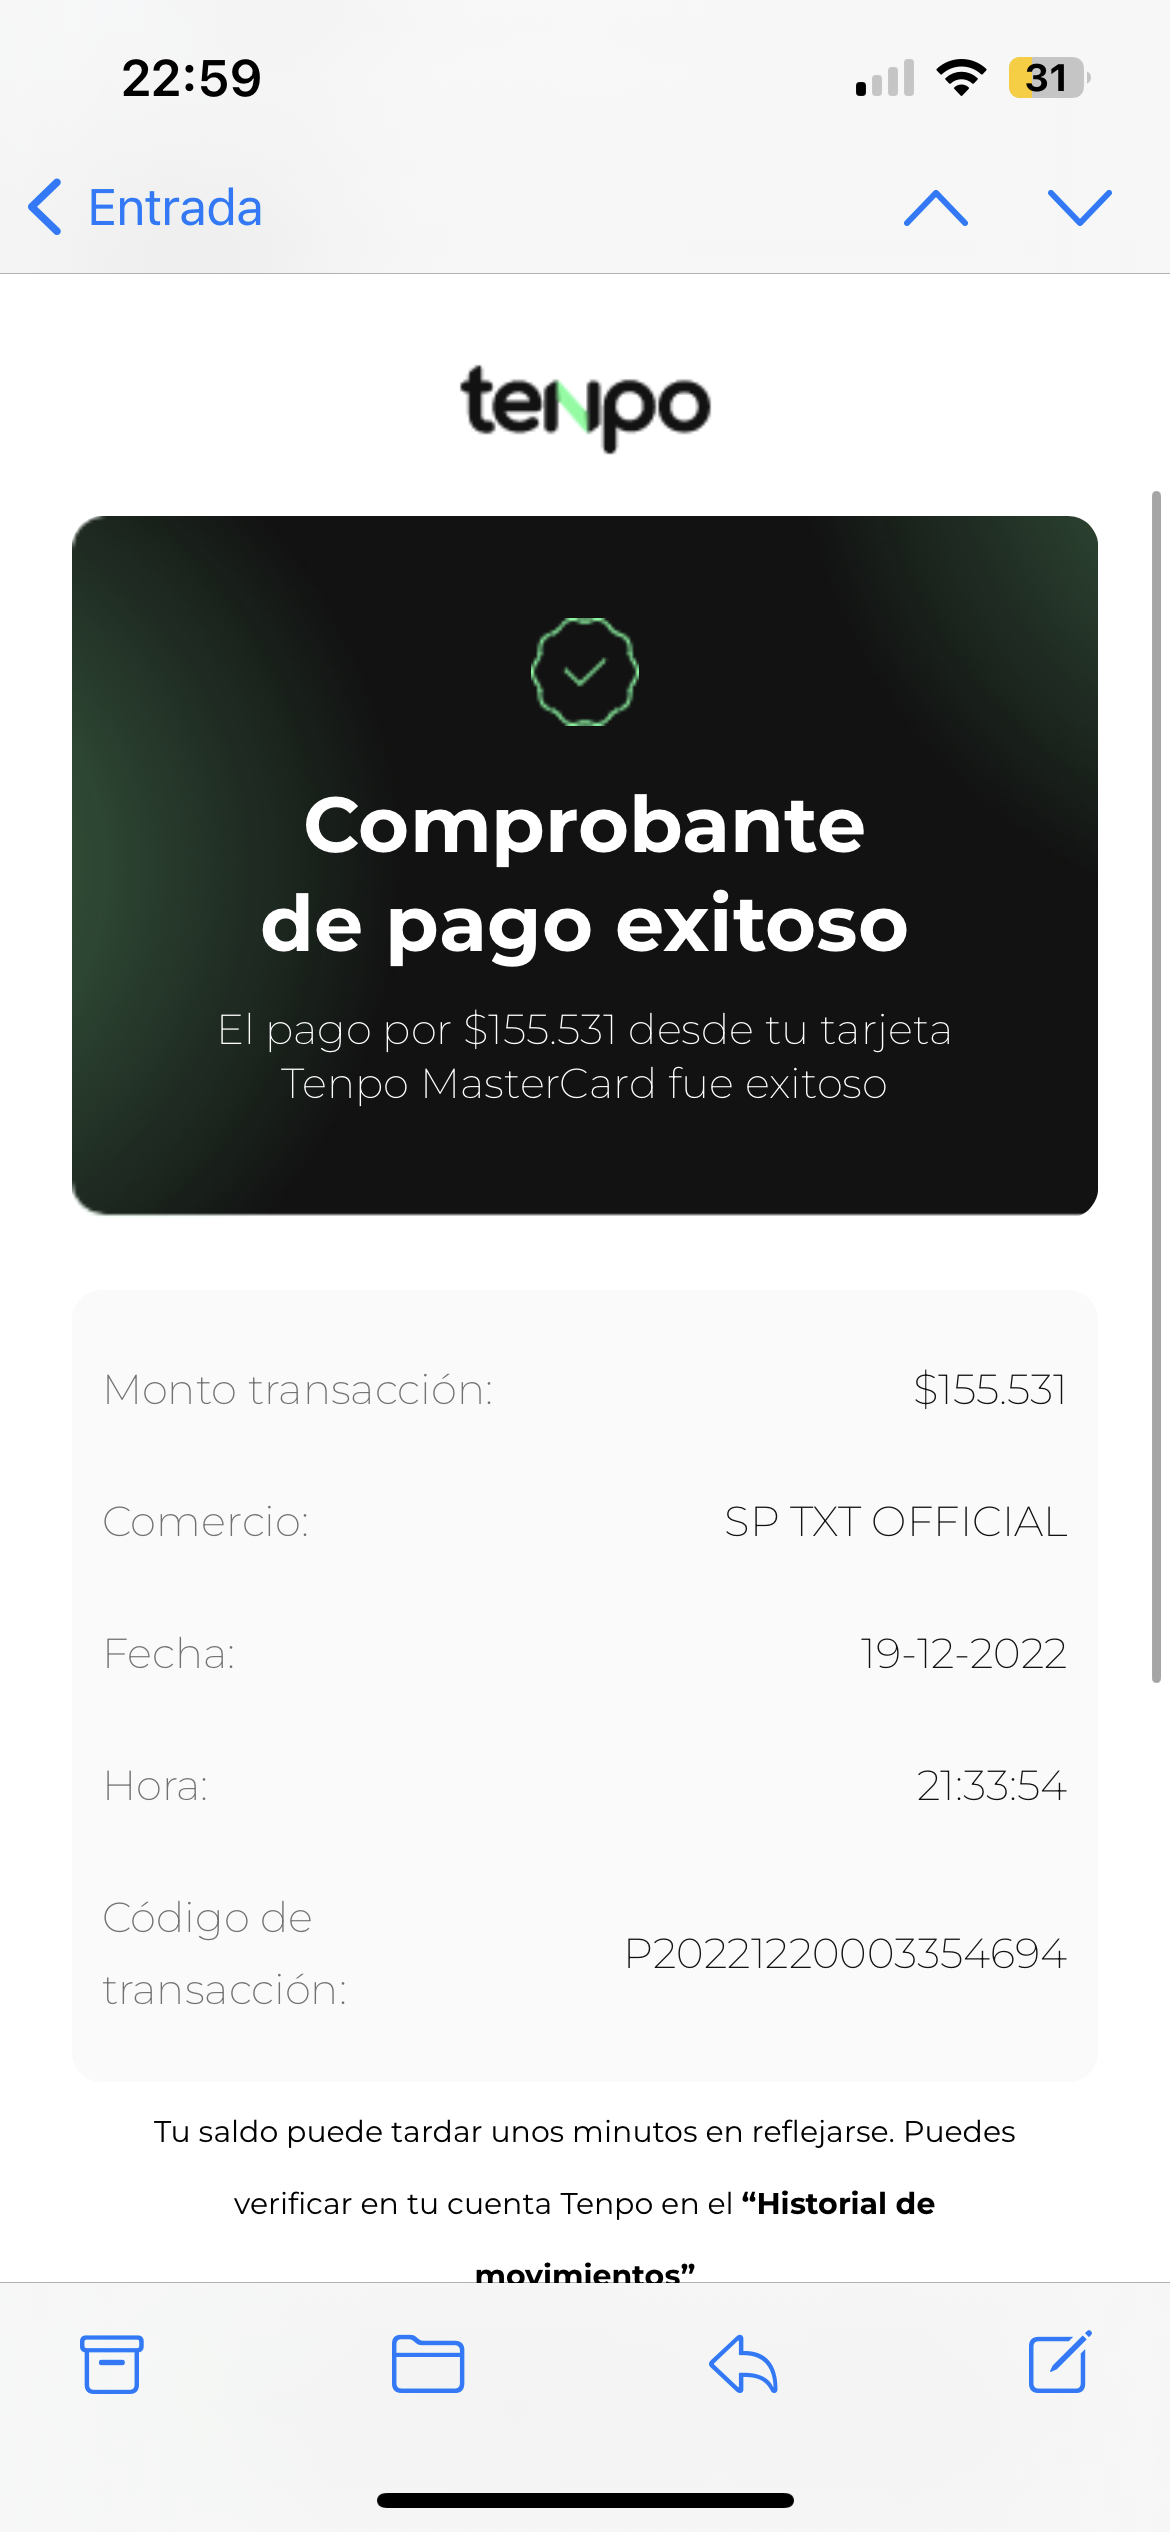 22:59
31
Entrada
tenpo
Comprobante
de pago exitoso
El pago por $155.531 desde tu tarjeta
Tenpo MasterCard fue exitoso
Monto transacción: $155.531
Comercio: SP TXT OFFICIAL
Fecha: 19-12-2022
Hora: 21:33:54
Código de
transacción: P20221220003354694
Tu saldo puede tardar unos minutos en reflejarse. Puedes
verificar en tu cuenta Tenpo en el “Historial de
movimientos”